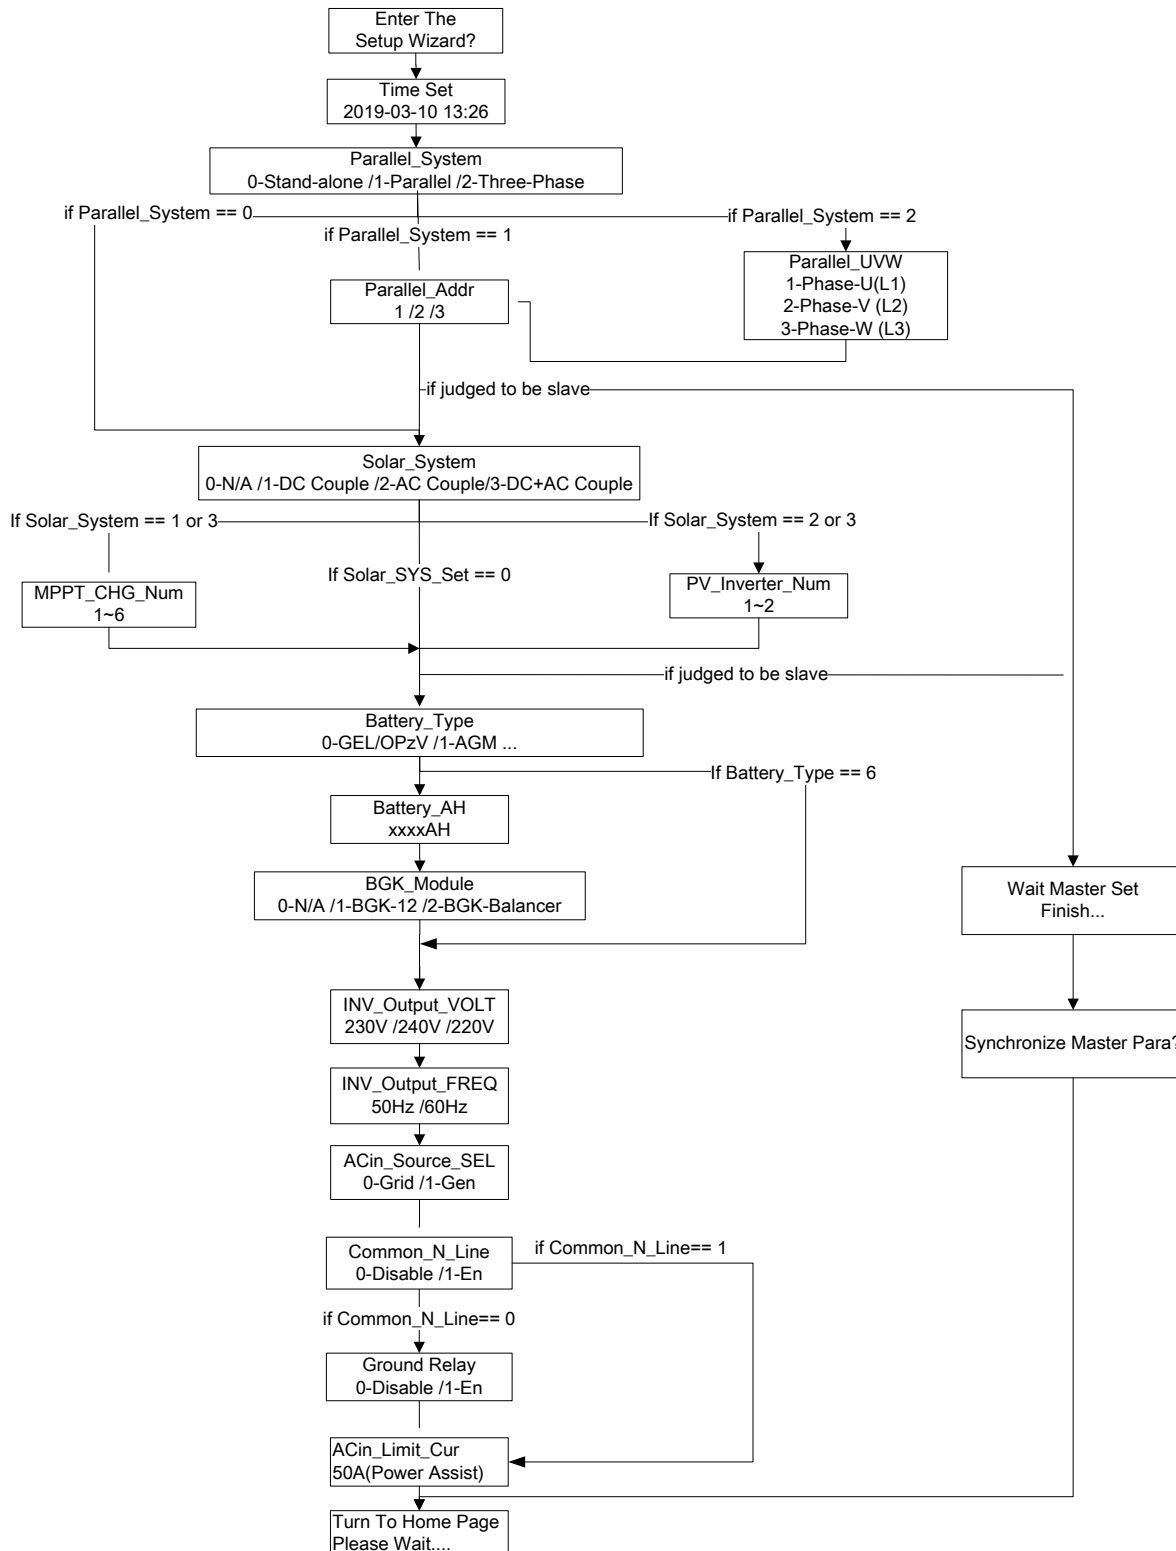 Enter The
Setup Wizard?
Time Set
2019-03-10 13:26
Parallel_System
0-Stand-alone /1-Parallel /2-Three-Phase
if Parallel_System == 0
if Parallel_System == 1
if Parallel_System == 2
Parallel_UVW
1-Phase-U(L1)
2-Phase-V (L2)
3-Phase-W (L3)
Parallel_Addr
1 /2 /3
if judged to be slave
Solar_System
0-N/A /1-DC Couple /2-AC Couple/3-DC+AC Couple
If Solar_System == 1 or 3
If Solar_System == 2 or 3
If Solar_SYS_Set == 0
MPPT_CHG_Num
1~6
PV_Inverter_Num
1~2
if judged to be slave
Battery_Type
0-GEL/OPzV /1-AGM ...
If Battery_Type == 6
Battery_AH
xxxxAH
BGK_Module
0-N/A /1-BGK-12 /2-BGK-Balancer
Wait Master Set
Finish...
INV_Output_VOLT
230V /240V /220V
Synchronize Master Para?
INV_Output_FREQ
50Hz /60Hz
ACin_Source_SEL
0-Grid /1-Gen
Common_N_Line
0-Disable /1-En
if Common_N_Line== 1
if Common_N_Line== 0
Ground Relay
0-Disable /1-En
ACin_Limit_Cur
50A(Power Assist)
Turn To Home Page
Please Wait....